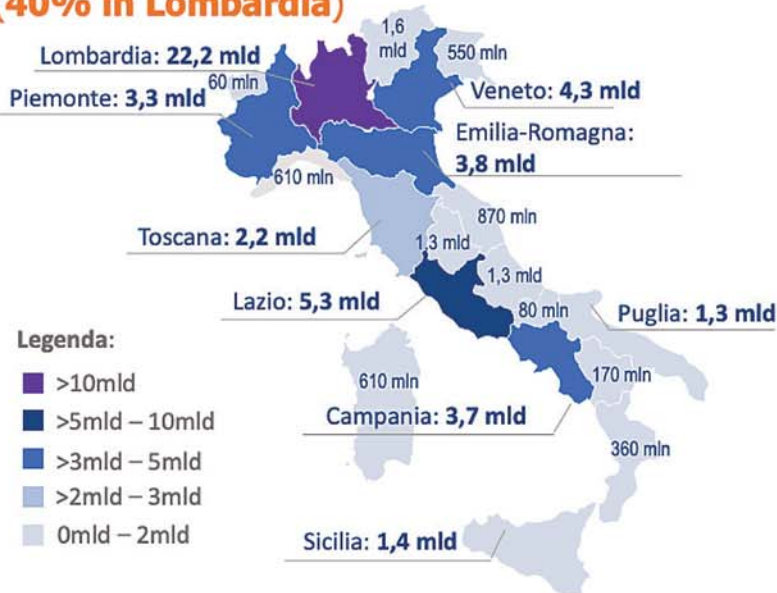 (40% in Lombardia)
1,6
mld
Lombardia: 22,2 mld
550 mln
60 mln
Piemonte: 3,3 mld
Veneto: 4,3 mld
Emilia-Romagna:
3,8 mld
610 mln
870 mln
Toscana: 2,2 mld
1,3 mld
1,3 mld
Lazio: 5,3 mld
80 mln
Puglia: 1,3 mld
Legenda:
>10mld
>5mld – 10mld
>3mld – 5mld
>2mld – 3mld
0mld – 2mld
610 mln
170 mln
Campania: 3,7 mld
360 mln
Sicilia: 1,4 mld